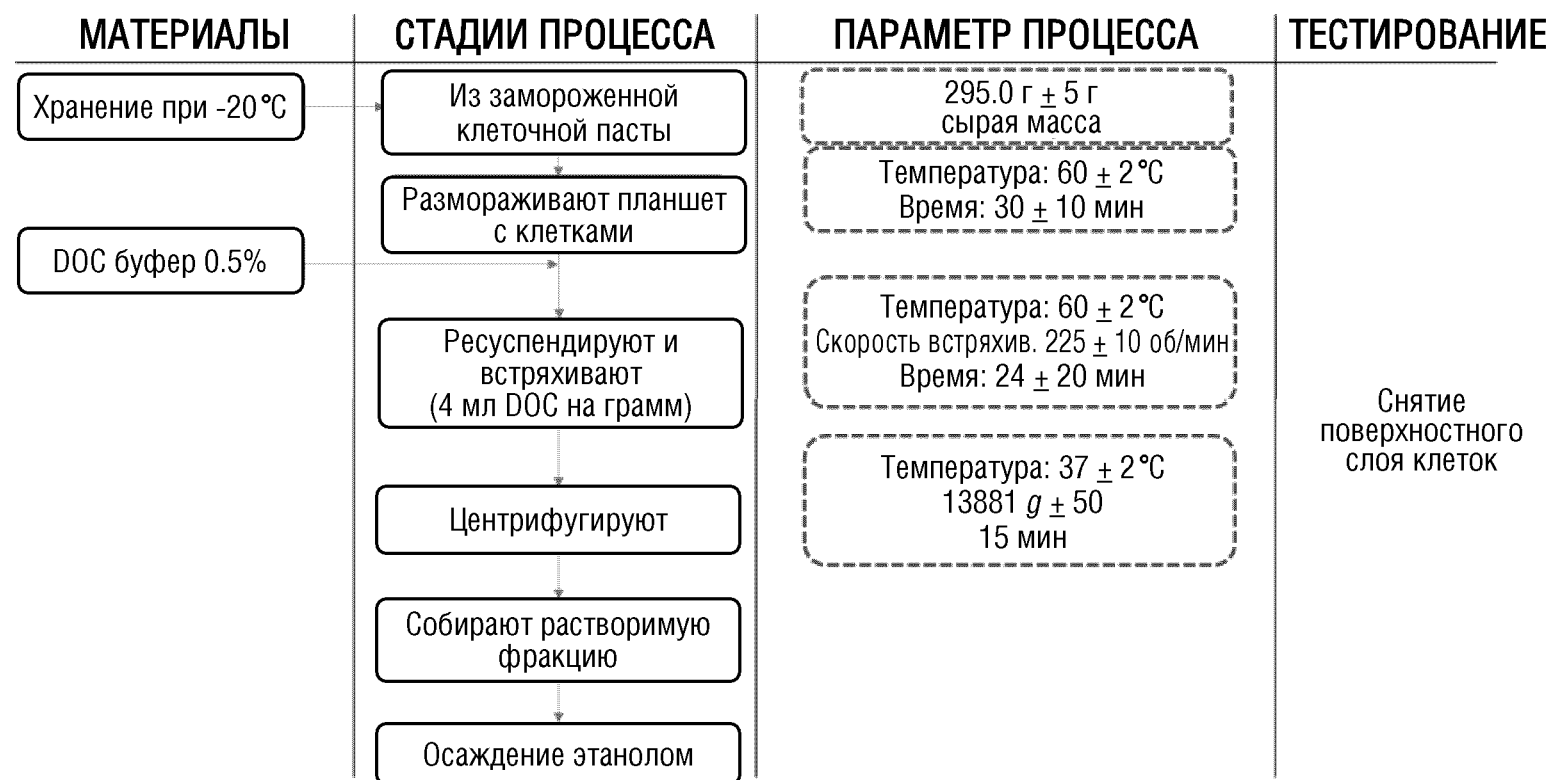 МАТЕРИАЛЫ
СТАДИИ ПРОЦЕССА
ПАРАМЕТР ПРОЦЕССА
ТЕСТИРОВАНИЕ
Хранение при -20°C
Из замороженной
клеточной пасты
295.0 г ± 5 г
сырая масса
Размораживают планшет
с клетками
Температура: 60 ± 2°C
Время: 30 ± 10 мин
DOC буфер 0.5%
Ресуспендируют и
встряхивают
(4 мл DOC на грамм)
Температура: 60 ± 2°C
Скорость встряхив. 225 ± 10 об/мин
Время: 24 ± 20 мин
Снятие
поверхностного
слоя клеток
Центрифугируют
Температура: 37 ± 2°C
13881 g ± 50
15 мин
Собирают растворимую
фракцию
Осаждение этанолом